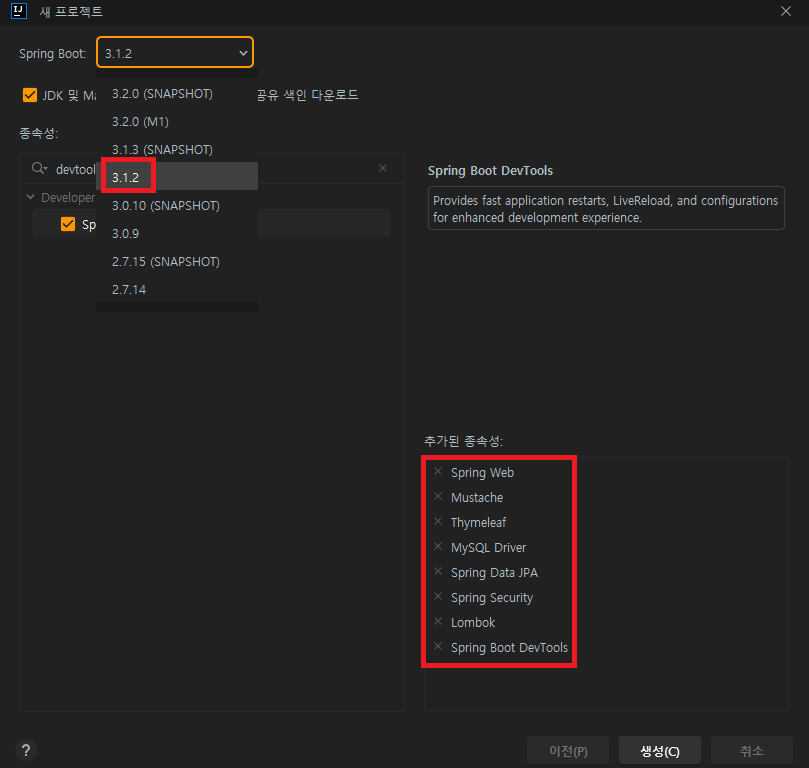 IJ
새 프로젝트
Spring Boot: 3.1.2
3.2.0 (SNAPSHOT)
JDK 및 공유 색인 다운로드
3.2.0 (M1)
종속성:
3.1.3 (SNAPSHOT)
devtool
3.1.2
Developer
3.0.10 (SNAPSHOT)
Sp
3.0.9
2.7.15 (SNAPSHOT)
2.7.14
Spring Boot DevTools
Provides fast application restarts, LiveReload, and configurations
for enhanced development experience.
추가된 종속성:
Spring Web
Mustache
Thymeleaf
MySQL Driver
Spring Data JPA
Spring Security
Lombok
Spring Boot DevTools
?
이전(P)
생성(C)
취소